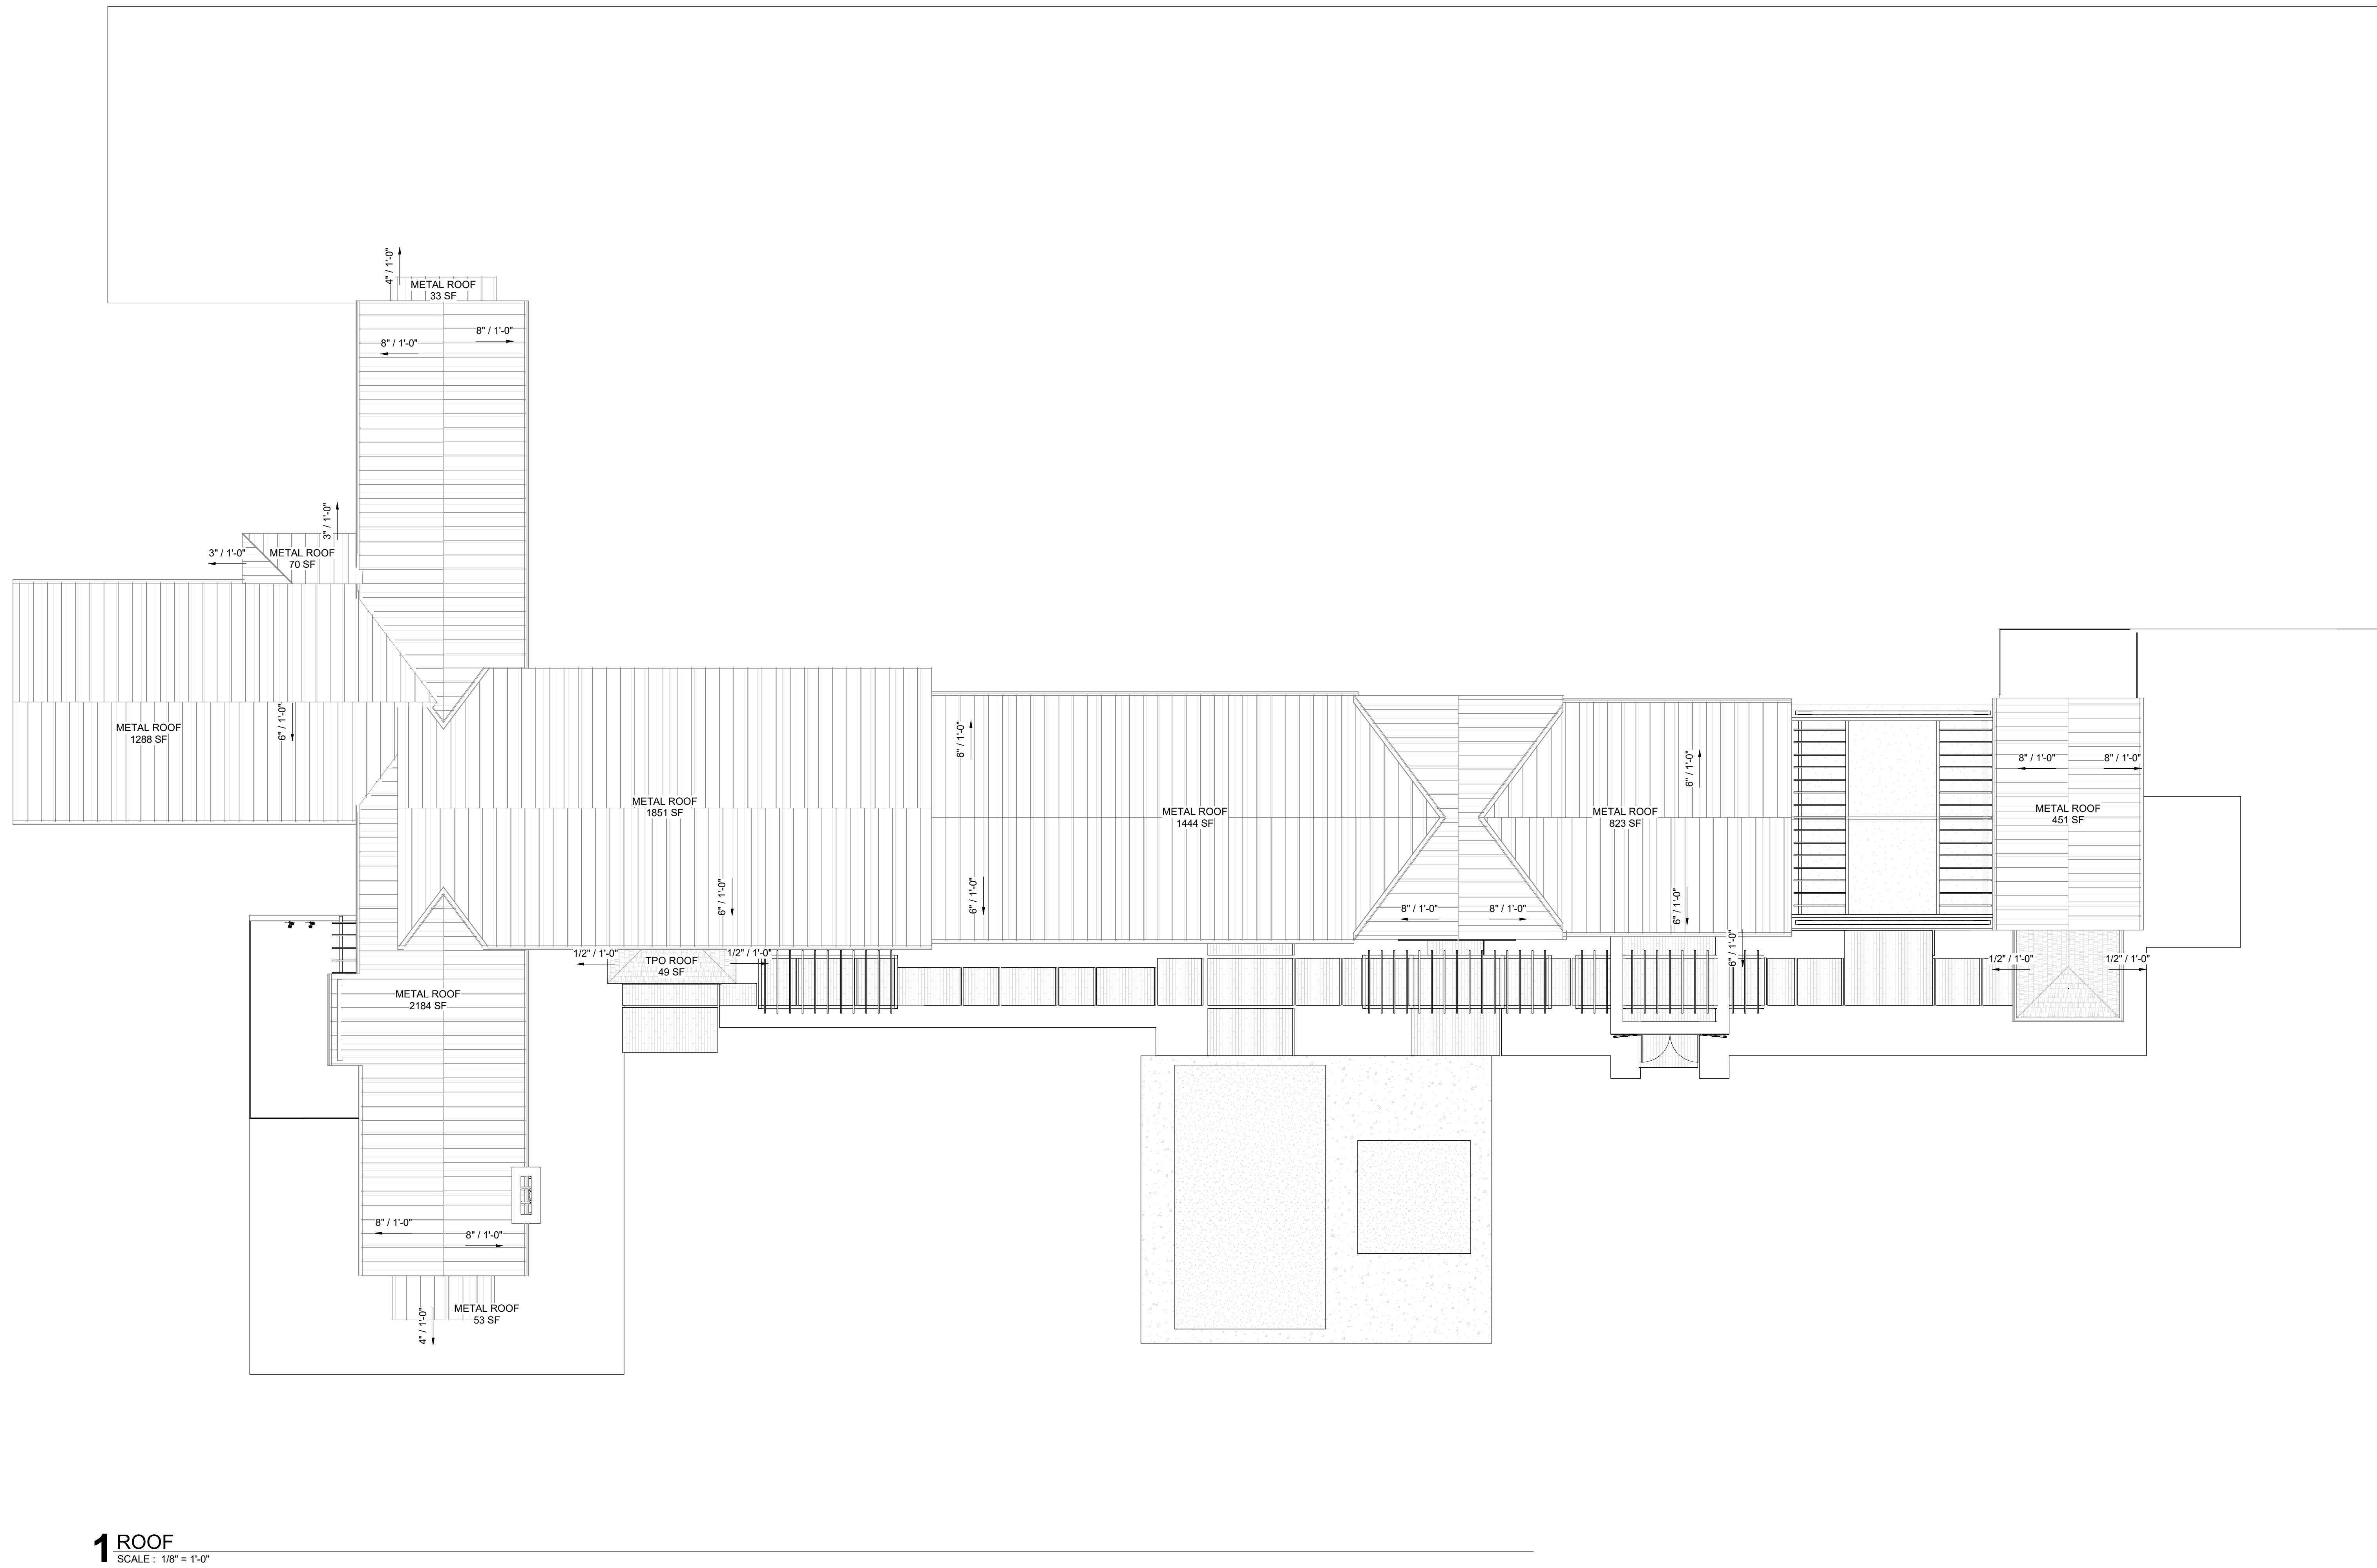 4" / 1'-0"
METAL ROOF
33 SF
8" / 1'-0"
8" / 1'-0"
3" / 1'-0"
3" / 1'-0"
METAL ROOF
70 SF
METAL ROOF
1288 SF
6" / 1'-0"
METAL ROOF
1851 SF
6" / 1'-0"
6" / 1'-0"
6" / 1'-0"
METAL ROOF
1444 SF
8" / 1'-0"
8" / 1'-0"
6" / 1'-0"
METAL ROOF
823 SF
6" / 1'-0"
6" / 1'-0"
8" / 1'-0"
8" / 1'-0"
METAL ROOF
451 SF
1/2" / 1'-0"
TPO ROOF
49 SF
1/2" / 1'-0"
1/2" / 1'-0"
1/2" / 1'-0"
METAL ROOF
2184 SF
8" / 1'-0"
8" / 1'-0"
METAL ROOF
53 SF
4" / 1'-0"
1 ROOF
SCALE : 1/8" = 1'-0"